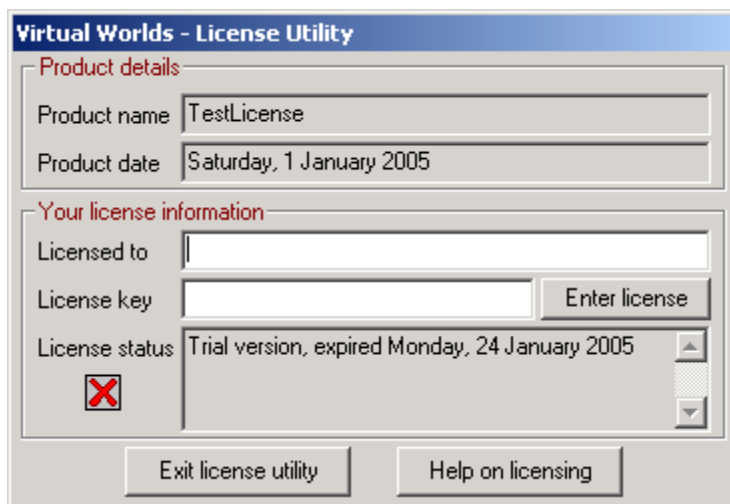 Virtual Worlds - License Utility
Product details
Product name TestLicense
Product date Saturday, 1 January 2005
Your license information
Licensed to
License key Enter license
License status Trial version, expired Monday, 24 January 2005
Exit license utility Help on licensing